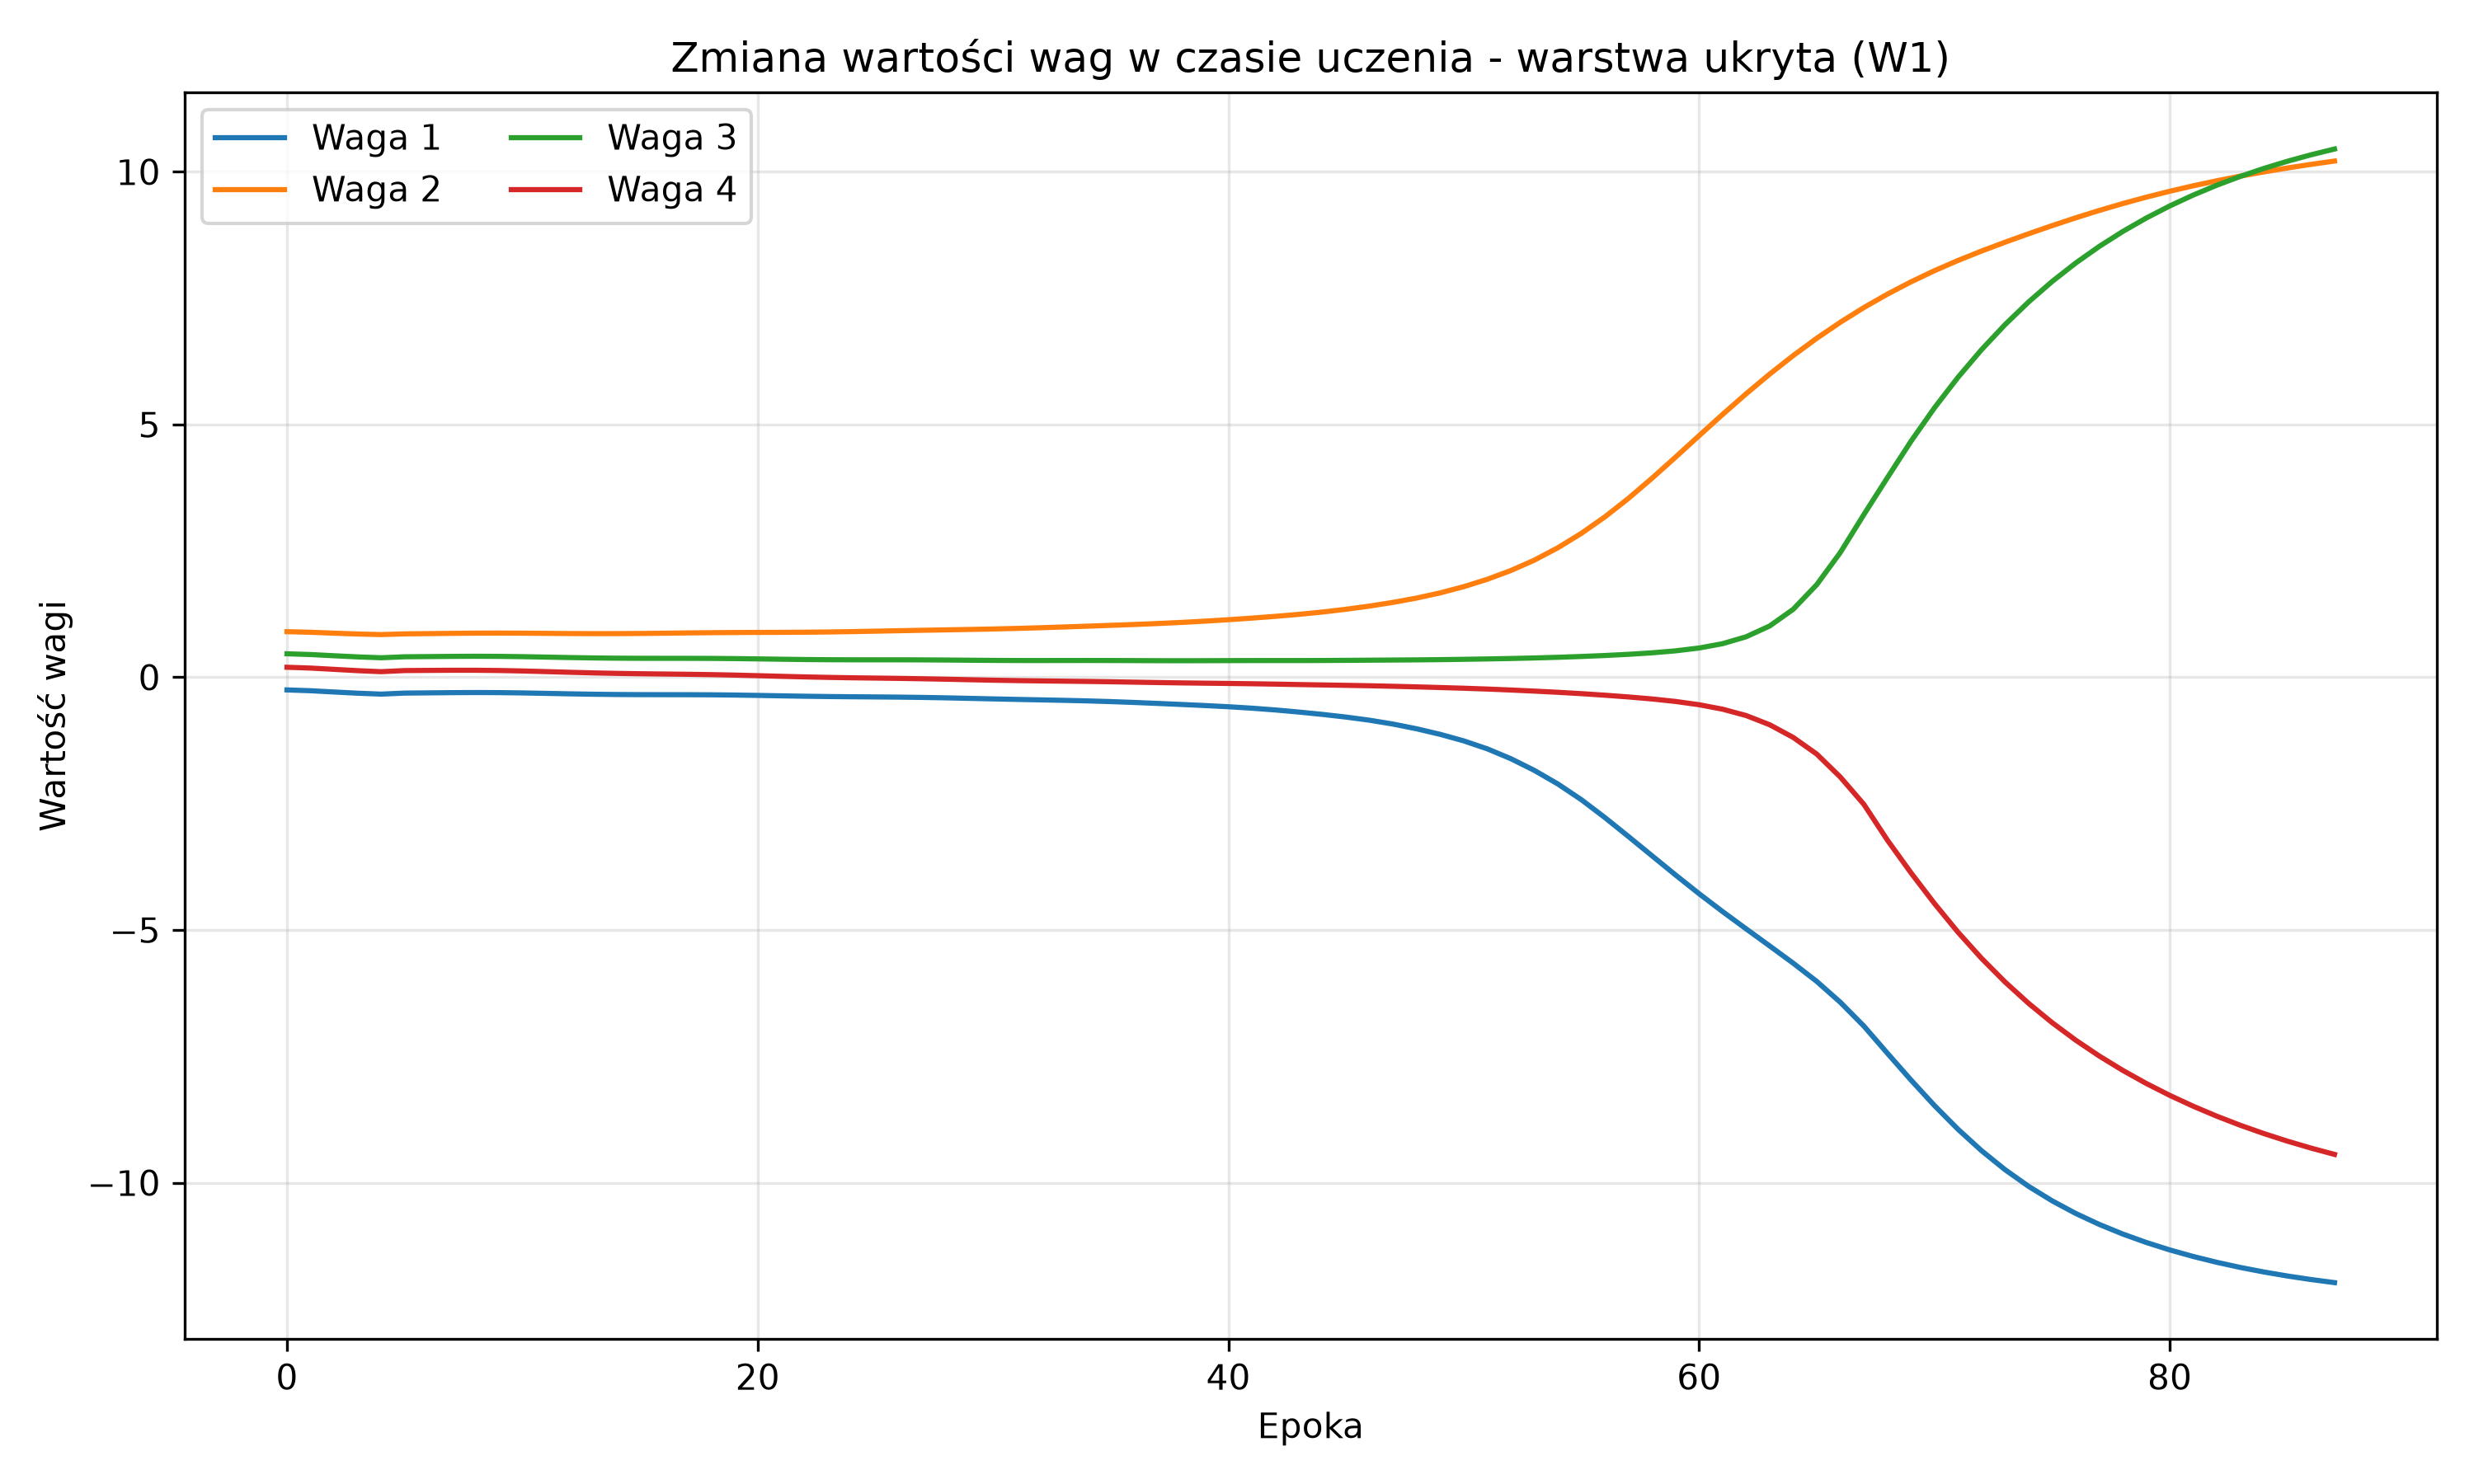 Zmiana wartości wag w czasie uczenia - warstwa ukryta (W1)
Waga 1
Waga 2
Waga 3
Waga 4
Wartość wagi
10
5
0
−5
−10
0
20
40
60
80
Epoka